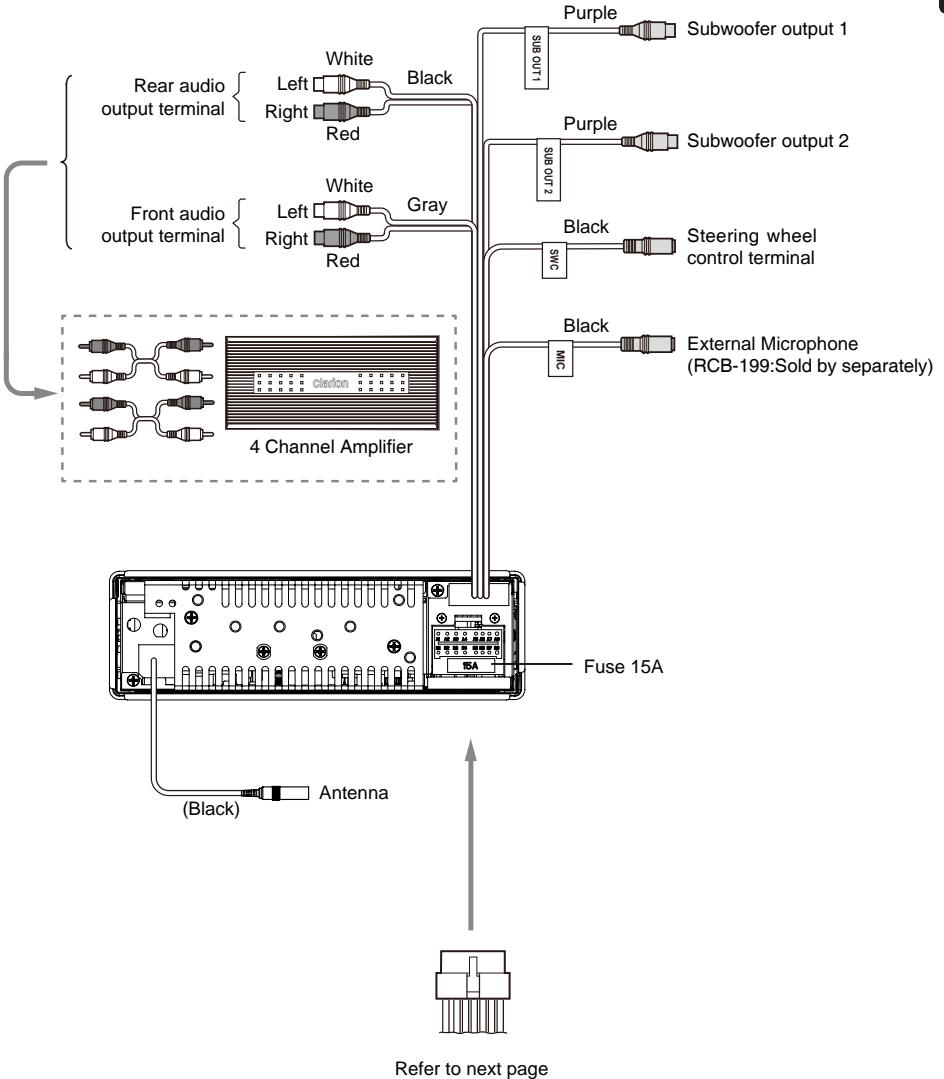 Purple
Subwoofer output 1
SUB OUT 1
White
Rear audio
output terminal
Left
Black
Right
Red
Purple
Subwoofer output 2
SUB OUT 2
White
Front audio
output terminal
Left
Gray
Right
Red
Black
Steering wheel
control terminal
SWC
Black
External Microphone
(RCB-199:Sold by separately)
MIC
clarion
4 Channel Amplifier
15A
Fuse 15A
Antenna
(Black)
Refer to next page